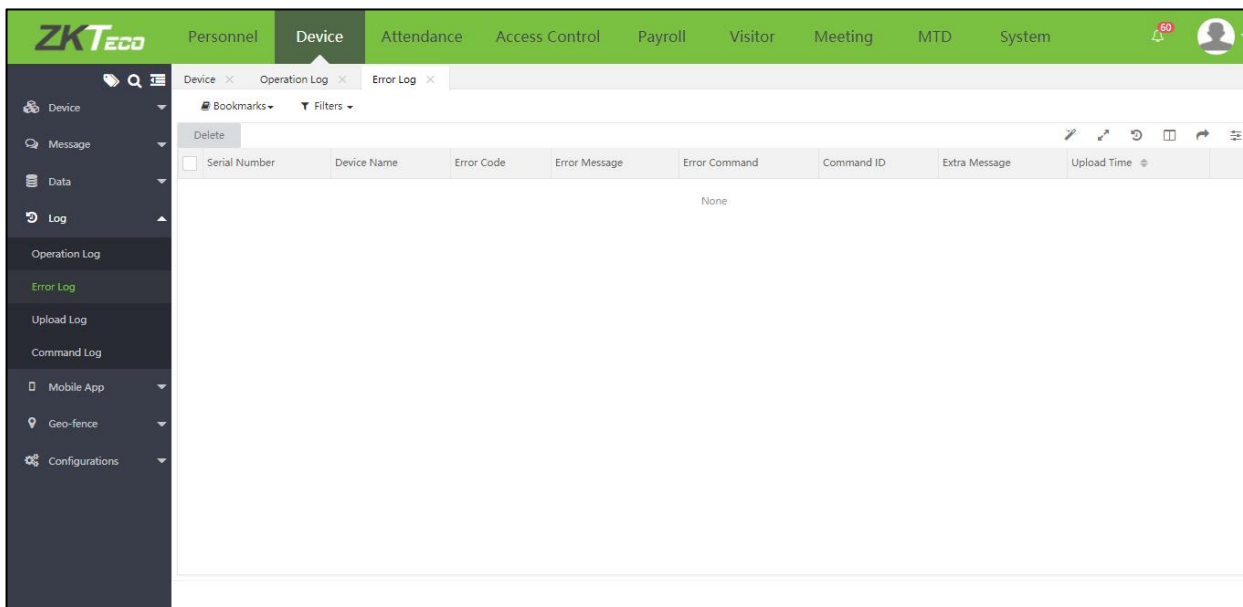 ZKTeco Personnel Device Attendance Access Control Payroll Visitor Meeting MTD System 60
Device Operation Log Error Log
Device
Bookmarks Filters
Message
Delete
Serial Number Device Name Error Code Error Message Error Command Command ID Extra Message Upload Time
Data
None
Log
Operation Log
Error Log
Upload Log
Command Log
Mobile App
Geo-fence
Configurations